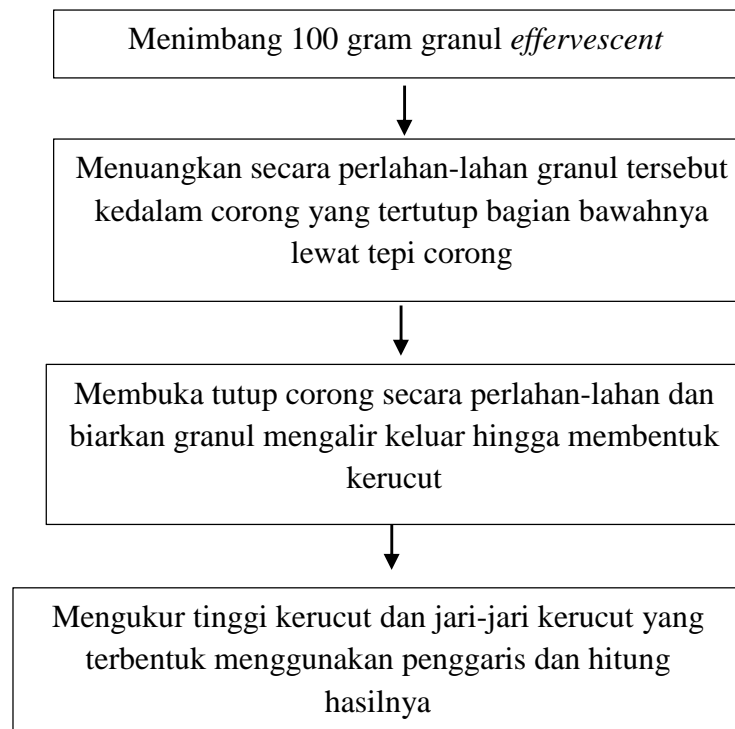 Menimbang 100 gram granul effervescent
Menuangkan secara perlahan-lahan granul tersebut
kedalam corong yang tertutup bagian bawahnya
lewat tepi corong
Membuka tutup corong secara perlahan-lahan dan
biarkan granul mengalir keluar hingga membentuk
kerucut
Mengukur tinggi kerucut dan jari-jari kerucut yang
terbentuk menggunakan penggaris dan hitung
hasilnya